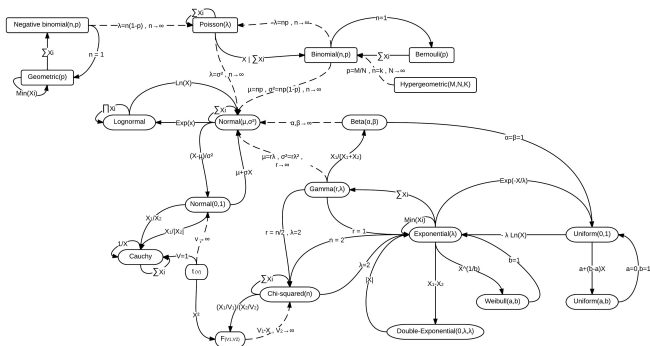 Negative binomial(n,p)
λ=n(1-p) , n→∞
Poisson(λ)
∑Xi
λ=np , n→∞
n=1
∑Xi
n = 1
X | ∑Xi
Binomial(n,p)
∑Xi
Bernouli(p)
Geometric(p)
Min(Xi)
λ=σ² , n→∞
p=M/N , n=k , N→∞
Hypergeometric(M,N,K)
Ln(X)
μ=np , σ²=np(1-p) , n→∞
∏Xi
∑Xi
Lognormal
Exp(x)
Normal(μ,σ²)
α,β→∞
Beta(α,β)
α=β=1
(X-μ)/σ²
μ+σX
μ=rλ , σ²=rλ² ,
r→∞
X₁/(X₁+X₂)
Exp(-X/λ)
Gamma(r,λ)
∑Xi
Normal(0,1)
X₁/X₂
X₁/|X₂|
Min(Xi)
r = n/2 , λ=2
r = 1
Exponential(λ)
- λ Ln(X)
Uniform(0,1)
1/X
n = 2
Cauchy
V=1
∑Xi
t(V)
λ=2
X₁-X₂
X^(1/b)
b=1
a+(b-a)X
a=0,b=1
∑Xi
|X|
Chi-squared(n)
Weibull(a,b)
Uniform(a,b)
(X₁/V₁)/(X₂/V₂)
X²
F(V1,V2)
Double-Exponential(0,λ,λ)